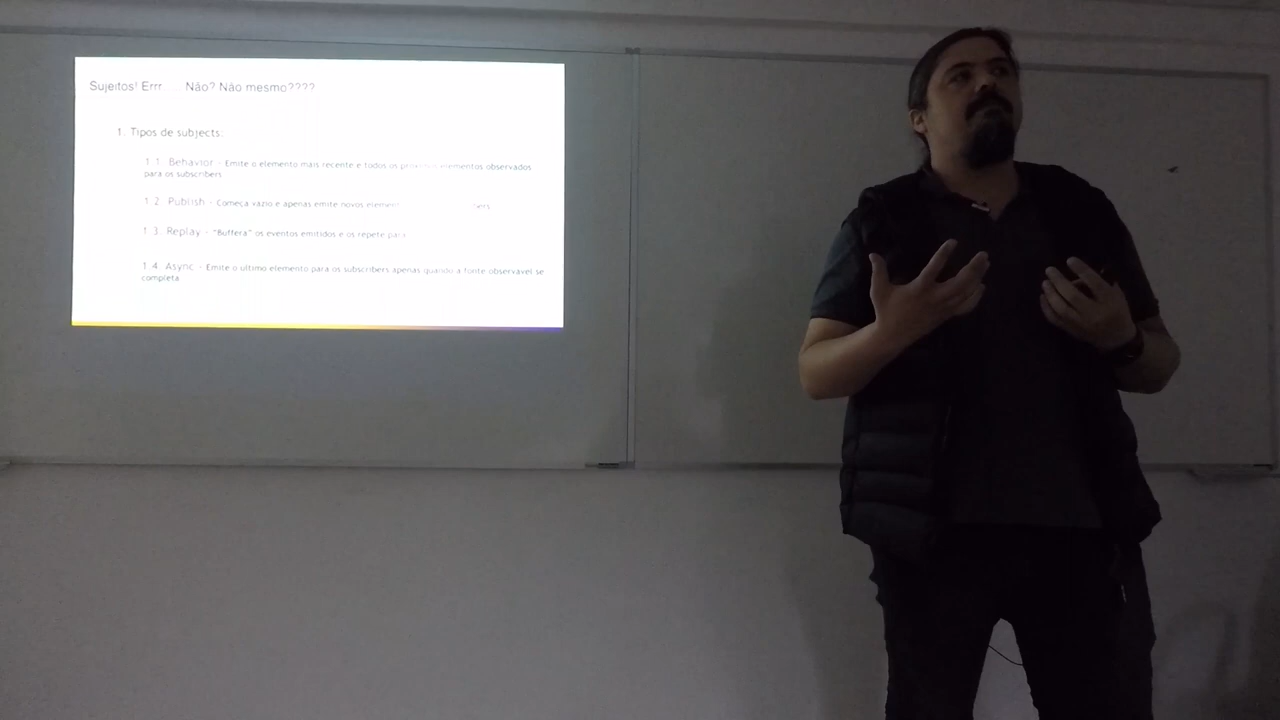 Sujeitos! Errr.... Não? Não mesmo????
1. Tipos de subjects:
1.1. Behavior - Emite o elemento mais recente e todos os próximos elementos observados
para os subscribers
1.2. Publish - Começa vazio e apenas emite novos
1.3. Replay - "Buffera" os eventos emitidos e os repete para
1.4. Async - Emite o ultimo elemento para os subscribers apenas quando a fonte observável se
completa